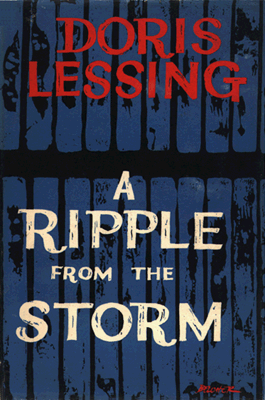 DORIS
LESSING
A
RIPPLE
FROM THE
STORM